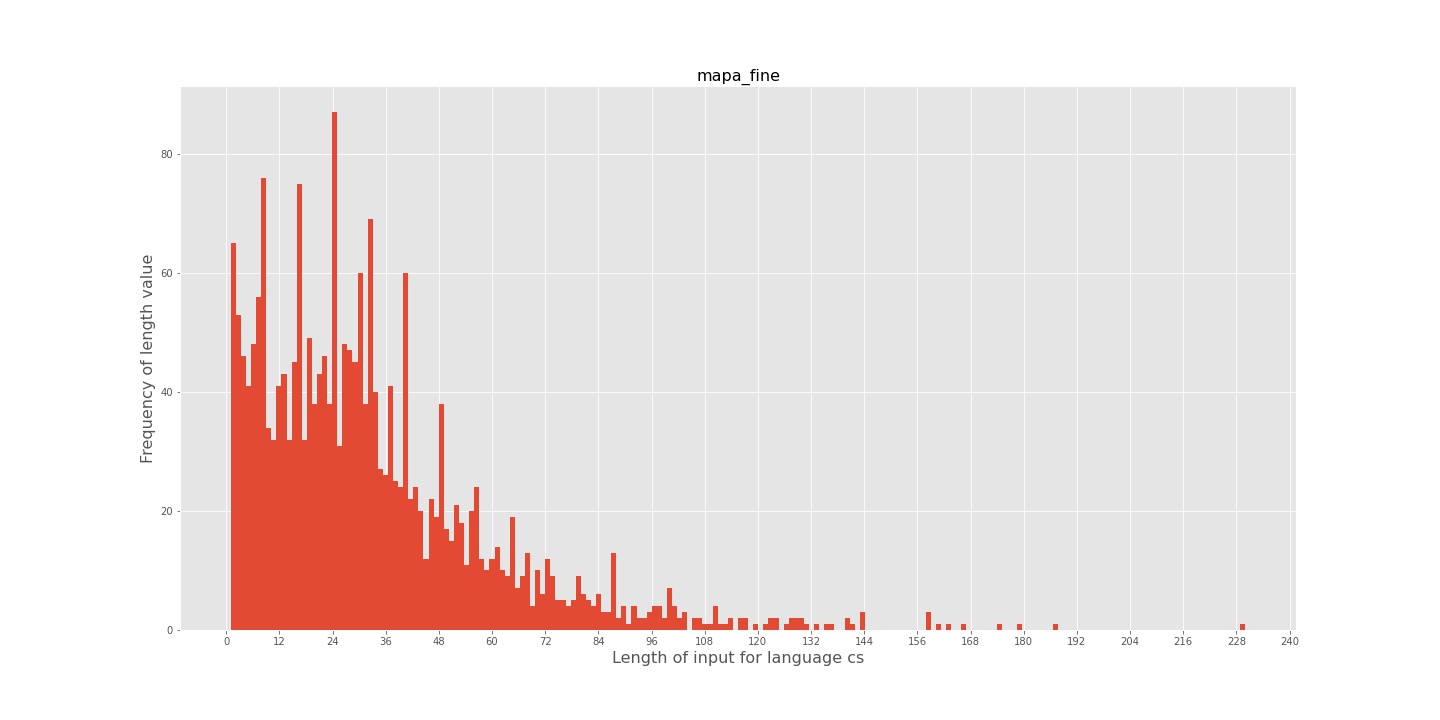 mapa_fine
Frequency of length value
80
60
40
20
0
0 12 24 36 48 60 72 84 96 108 120 132 144 156 168 180 192 204 216 228 240
Length of input for language cs